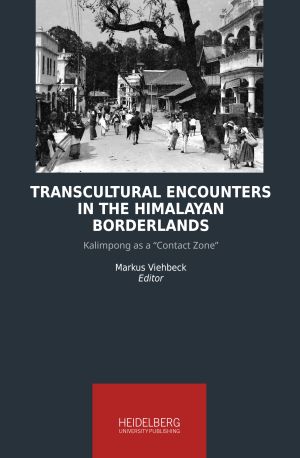 TRANSCULTURAL ENCOUNTERS
IN THE HIMALAYAN
BORDERLANDS
Kalimpong as a “Contact Zone”
Markus Viehbeck
Editor
HEIDELBERG
UNIVERSITY PUBLISHING